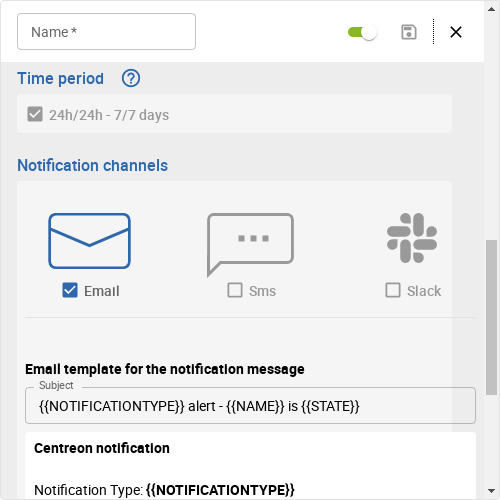 Name *
Time period
24h/24h - 7/7 days
Notification channels
Email
Sms
Slack
Email template for the notification message
Subject
{{NOTIFICATIONTYPE}} alert - {{NAME}} is {{STATE}}
Centreon notification
Notification Type: {{NOTIFICATIONTYPE}}